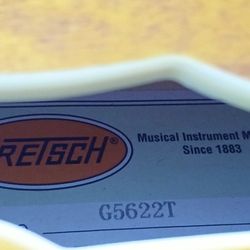 RETSCH®
Musical Instrument M
Since 1883
G5622T